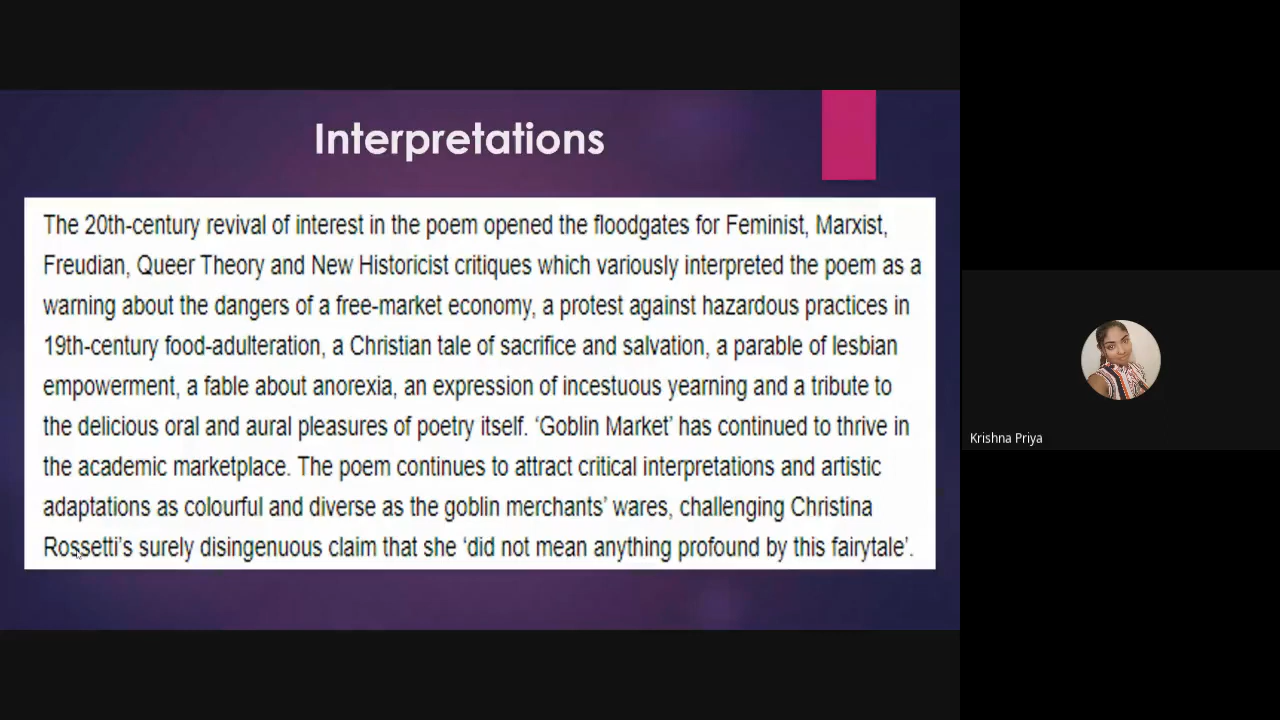 Interpretations
The 20th-century revival of interest in the poem opened the floodgates for Feminist, Marxist,
Freudian, Queer Theory and New Historicist critiques which variously interpreted the poem as a
warning about the dangers of a free-market economy, a protest against hazardous practices in
19th-century food-adulteration, a Christian tale of sacrifice and salvation, a parable of lesbian
empowerment, a fable about anorexia, an expression of incestuous yearning and a tribute to
the delicious oral and aural pleasures of poetry itself. ‘Goblin Market’ has continued to thrive in
the academic marketplace. The poem continues to attract critical interpretations and artistic
adaptations as colourful and diverse as the goblin merchants’ wares, challenging Christina
Rossetti’s surely disingenuous claim that she ‘did not mean anything profound by this fairytale’.
Krishna Priya